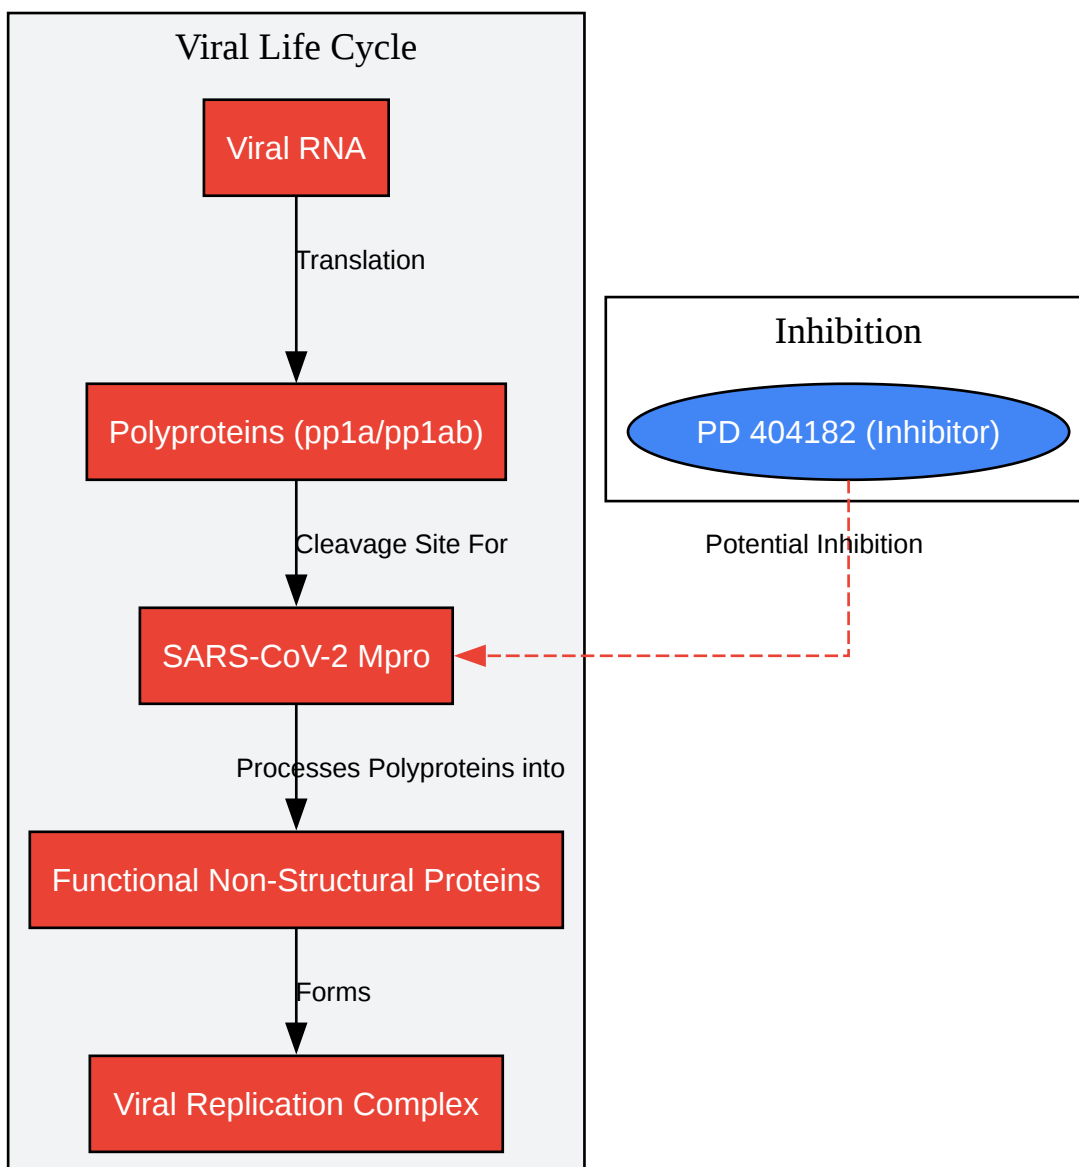 Viral Life Cycle
Viral RNA
Translation
Inhibition
Polyproteins (pp1a/pp1ab)
PD 404182 (Inhibitor)
Cleavage Site For
Potential Inhibition
SARS-CoV-2 Mpro
Processes Polyproteins into
Functional Non-Structural Proteins
Forms
Viral Replication Complex